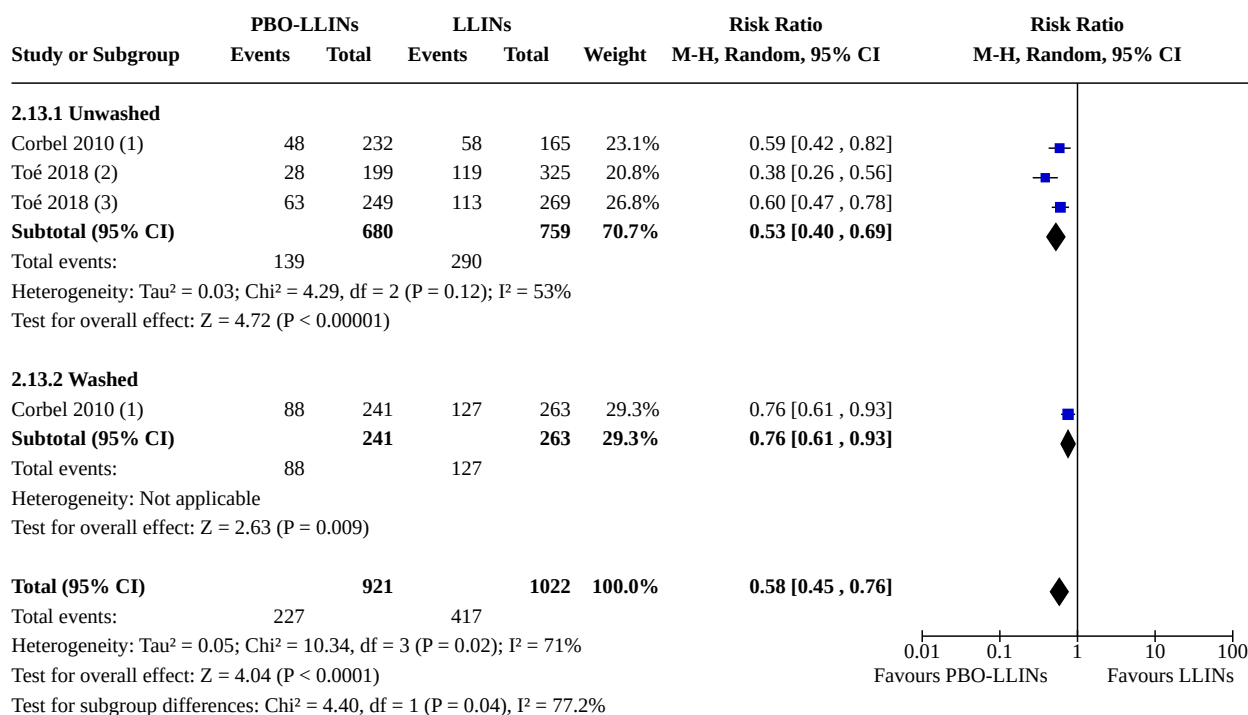 PBO-LLINs LLINs Risk Ratio Risk Ratio
Study or Subgroup Events Total Events Total Weight M-H, Random, 95% CI M-H, Random, 95% CI
2.13.1 Unwashed
Corbel 2010 (1) 48 232 58 165 23.1% 0.59 [0.42 , 0.82]
Toé 2018 (2) 28 199 119 325 20.8% 0.38 [0.26 , 0.56]
Toé 2018 (3) 63 249 113 269 26.8% 0.60 [0.47 , 0.78]
Subtotal (95% CI) 680 759 70.7% 0.53 [0.40 , 0.69]
Total events: 139 290
Heterogeneity: Tau² = 0.03; Chi² = 4.29, df = 2 (P = 0.12); I² = 53%
Test for overall effect: Z = 4.72 (P < 0.00001)
2.13.2 Washed
Corbel 2010 (1) 88 241 127 263 29.3% 0.76 [0.61 , 0.93]
Subtotal (95% CI) 241 263 29.3% 0.76 [0.61 , 0.93]
Total events: 88 127
Heterogeneity: Not applicable
Test for overall effect: Z = 2.63 (P = 0.009)
Total (95% CI) 921 1022 100.0% 0.58 [0.45 , 0.76]
Total events: 227 417
Heterogeneity: Tau² = 0.05; Chi² = 10.34, df = 3 (P = 0.02); I² = 71%
0.01 0.1 1 10 100
Test for overall effect: Z = 4.04 (P < 0.0001) Favours PBO-LLINs Favours LLINs
Test for subgroup differences: Chi² = 4.40, df = 1 (P = 0.04), I² = 77.2%